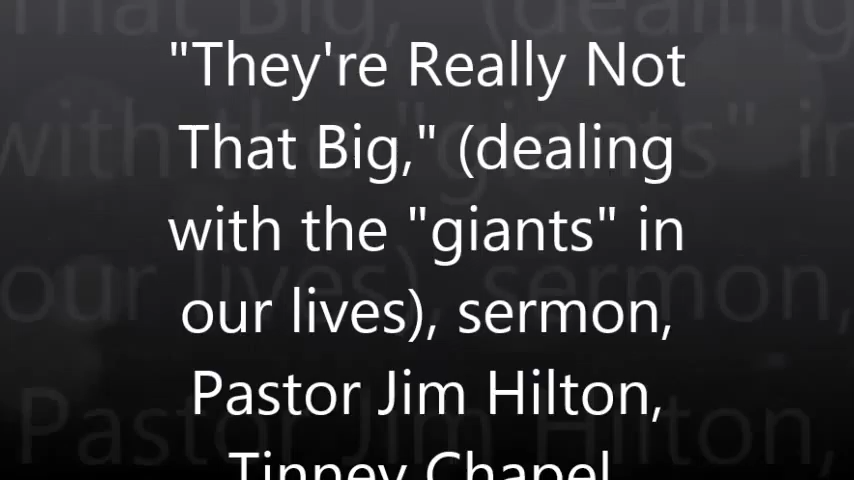 "They're Really Not
That Big," (dealing
with the "giants" in
our lives), sermon,
Pastor Jim Hilton,
Tinney Chapel